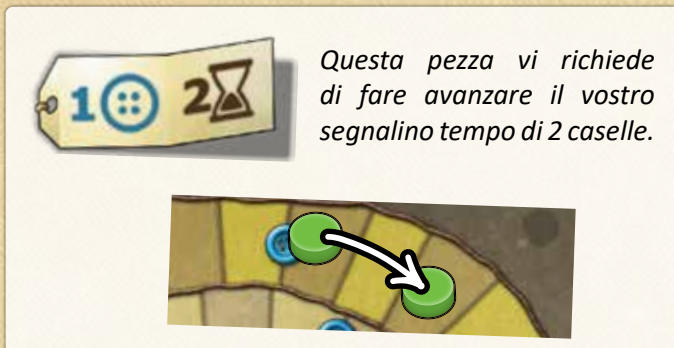 1 2
Questa pezza vi richiede
di fare avanzare il vostro
segnalino tempo di 2 caselle.